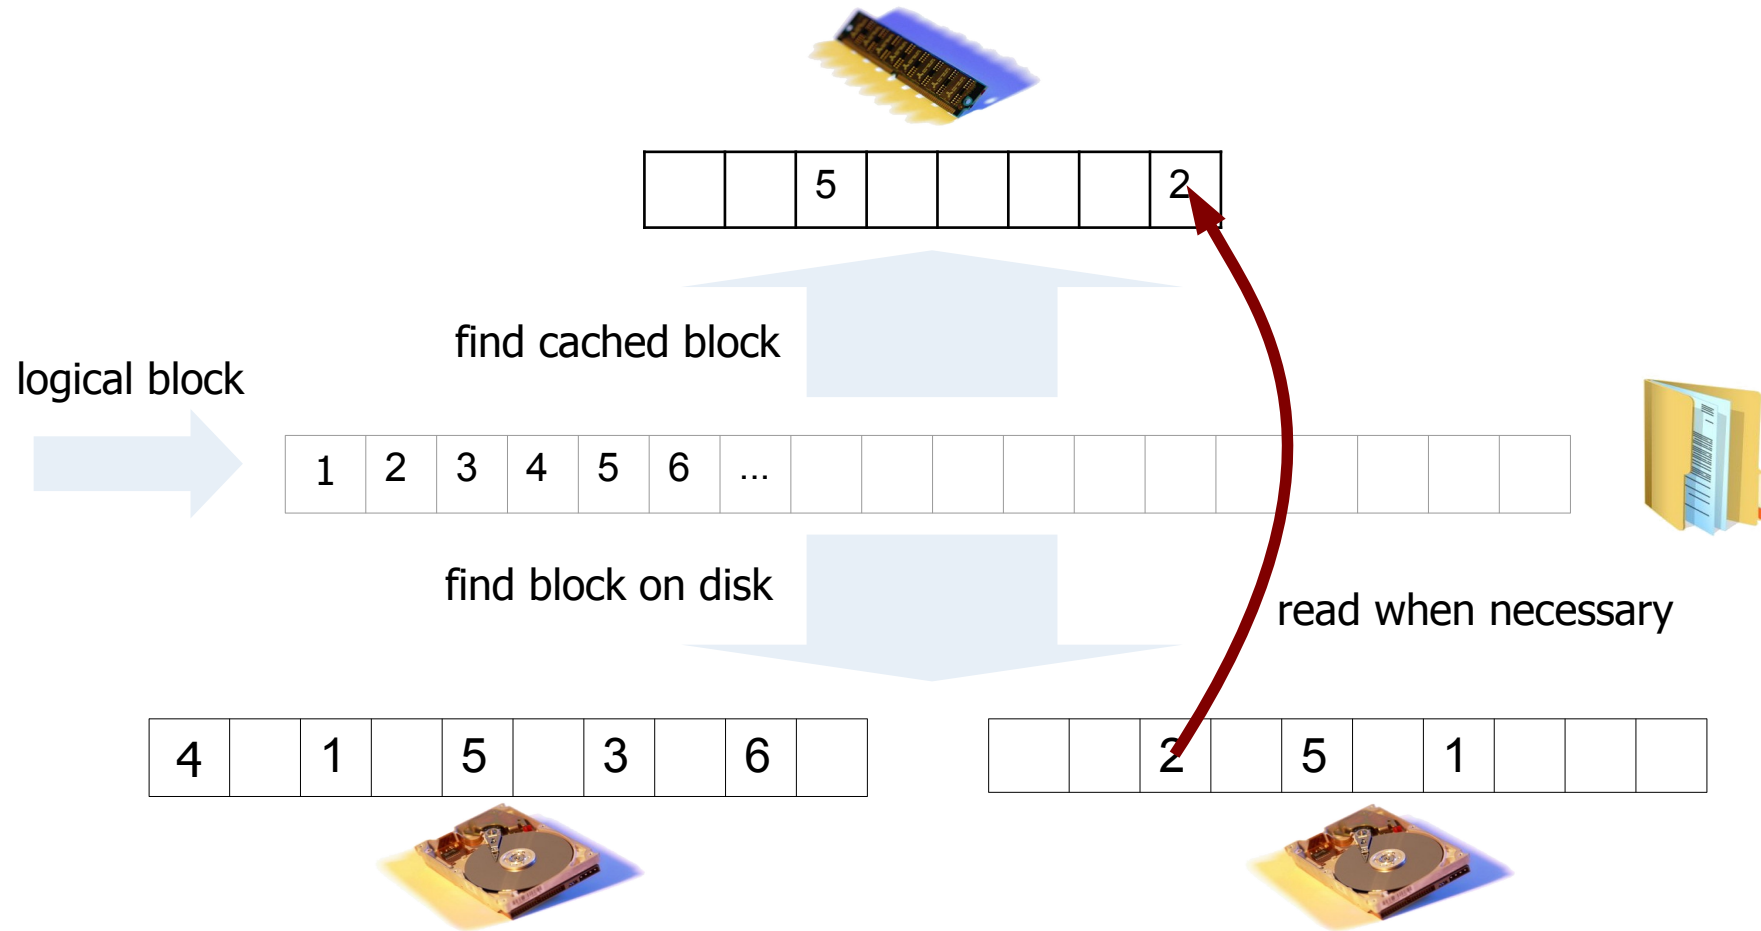 5 2
find cached block
logical block
1 2 3 4 5 6 ...
find block on disk
read when necessary
4 1 5 3 6
2 5 1